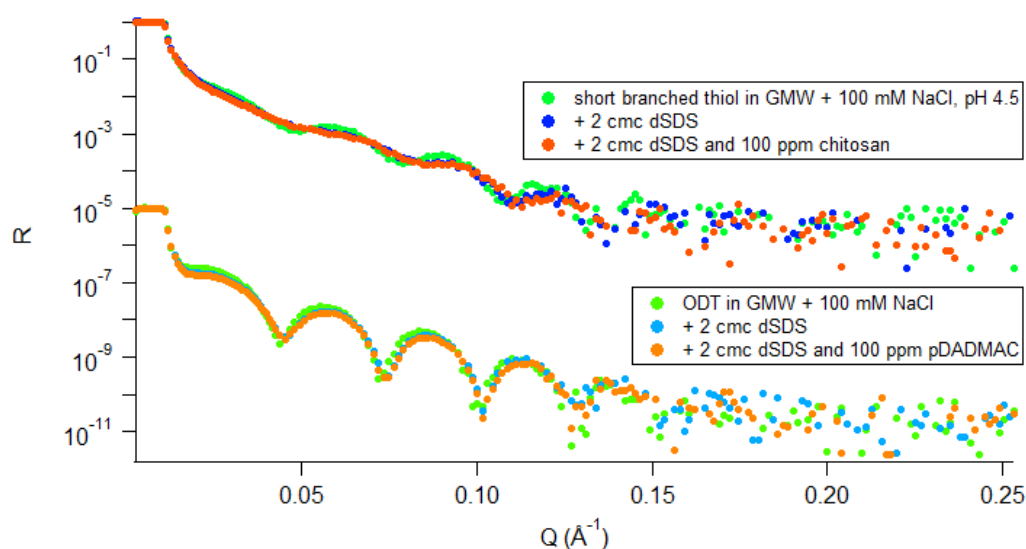 10-1
10-3
10-5
10-7
10-9
10-11
R
short branched thiol in GMW + 100 mM NaCl, pH 4.5
+ 2 cmc dSDS
+ 2 cmc dSDS and 100 ppm chitosan
ODT in GMW + 100 mM NaCl
+ 2 cmc dSDS
+ 2 cmc dSDS and 100 ppm pDADMAC
0.05 0.10 0.15 0.20 0.25
Q (Å-1)